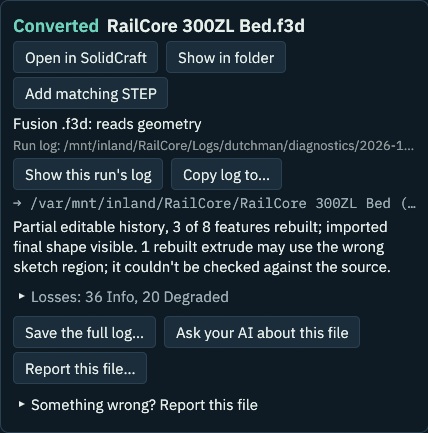 Converted RailCore 300ZL Bed.f3d
Open in SolidCraft Show in folder
Add matching STEP
Fusion .f3d: reads geometry
Run log: /mnt/inland/RailCore/Logs/dutchman/diagnostics/2026-1...
Show this run's log Copy log to...
→ /var/mnt/inland/RailCore/RailCore 300ZL Bed (…
Partial editable history, 3 of 8 features rebuilt; imported
final shape visible. 1 rebuilt extrude may use the wrong
sketch region; it couldn't be checked against the source.
▸ Losses: 36 Info, 20 Degraded
Save the full log... Ask your AI about this file
Report this file...
▸ Something wrong? Report this file